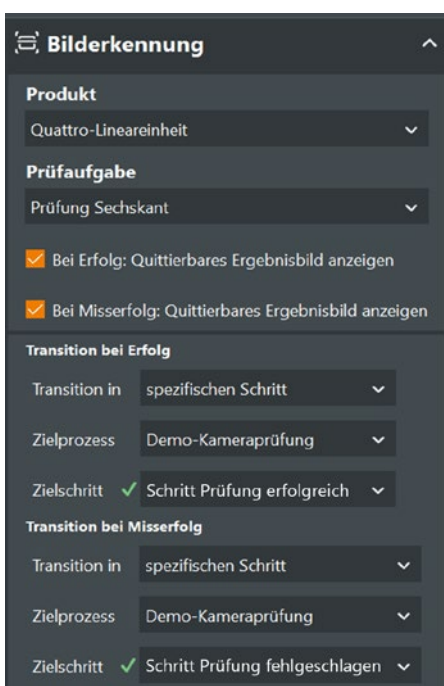 Bilderkennung
Produkt
Quattro-Lineareinheit
Prüfaufgabe
Prüfung Sechskant
Bei Erfolg: Quittierbares Ergebnisbild anzeigen
Bei Misserfolg: Quittierbares Ergebnisbild anzeigen
Transition bei Erfolg
Transition in spezifischen Schritt
Zielprozess Demo-Kameraprüfung
Zielschritt Schritt Prüfung erfolgreich
Transition bei Misserfolg
Transition in spezifischen Schritt
Zielprozess Demo-Kameraprüfung
Zielschritt Schritt Prüfung fehlgeschlagen